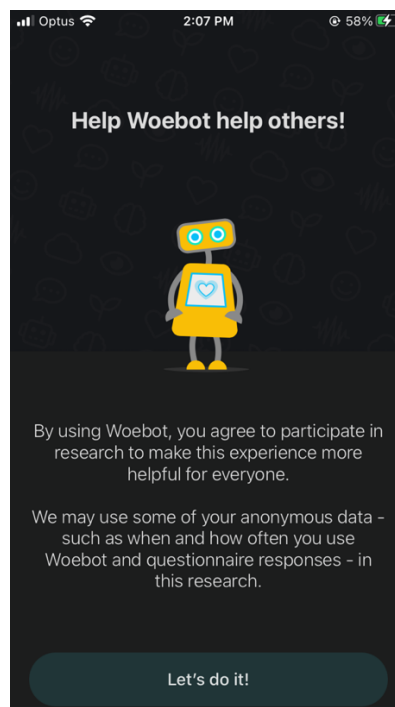 Optus 2:07 PM 58%
Help Woebot help others!
By using Woebot, you agree to participate in
research to make this experience more
helpful for everyone.
We may use some of your anonymous data -
such as when and how often you use
Woebot and questionnaire responses - in
this research.
Let's do it!